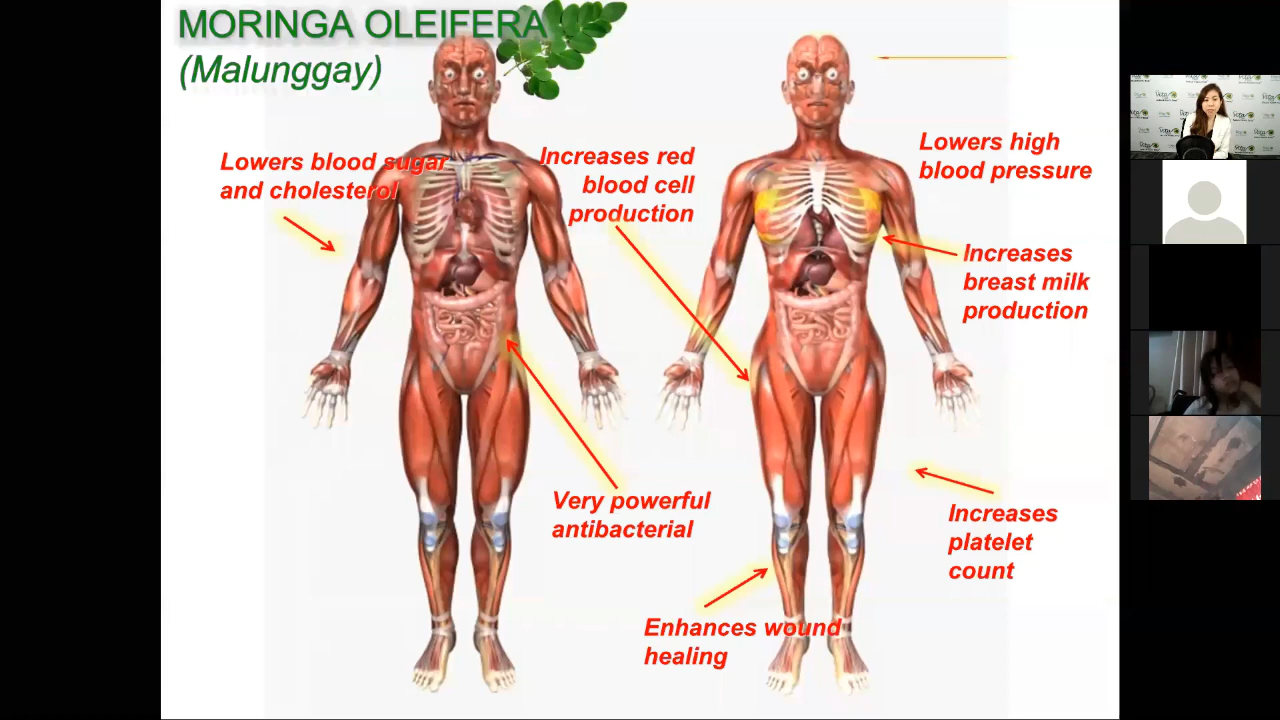 MORINGA OLEIFERA
(Malunggay)
Lowers blood sugar
and cholesterol
Increases red
blood cell
production
Lowers high
blood pressure
Increases
breast milk
production
Very powerful
antibacterial
Increases
platelet
count
Enhances wound
healing